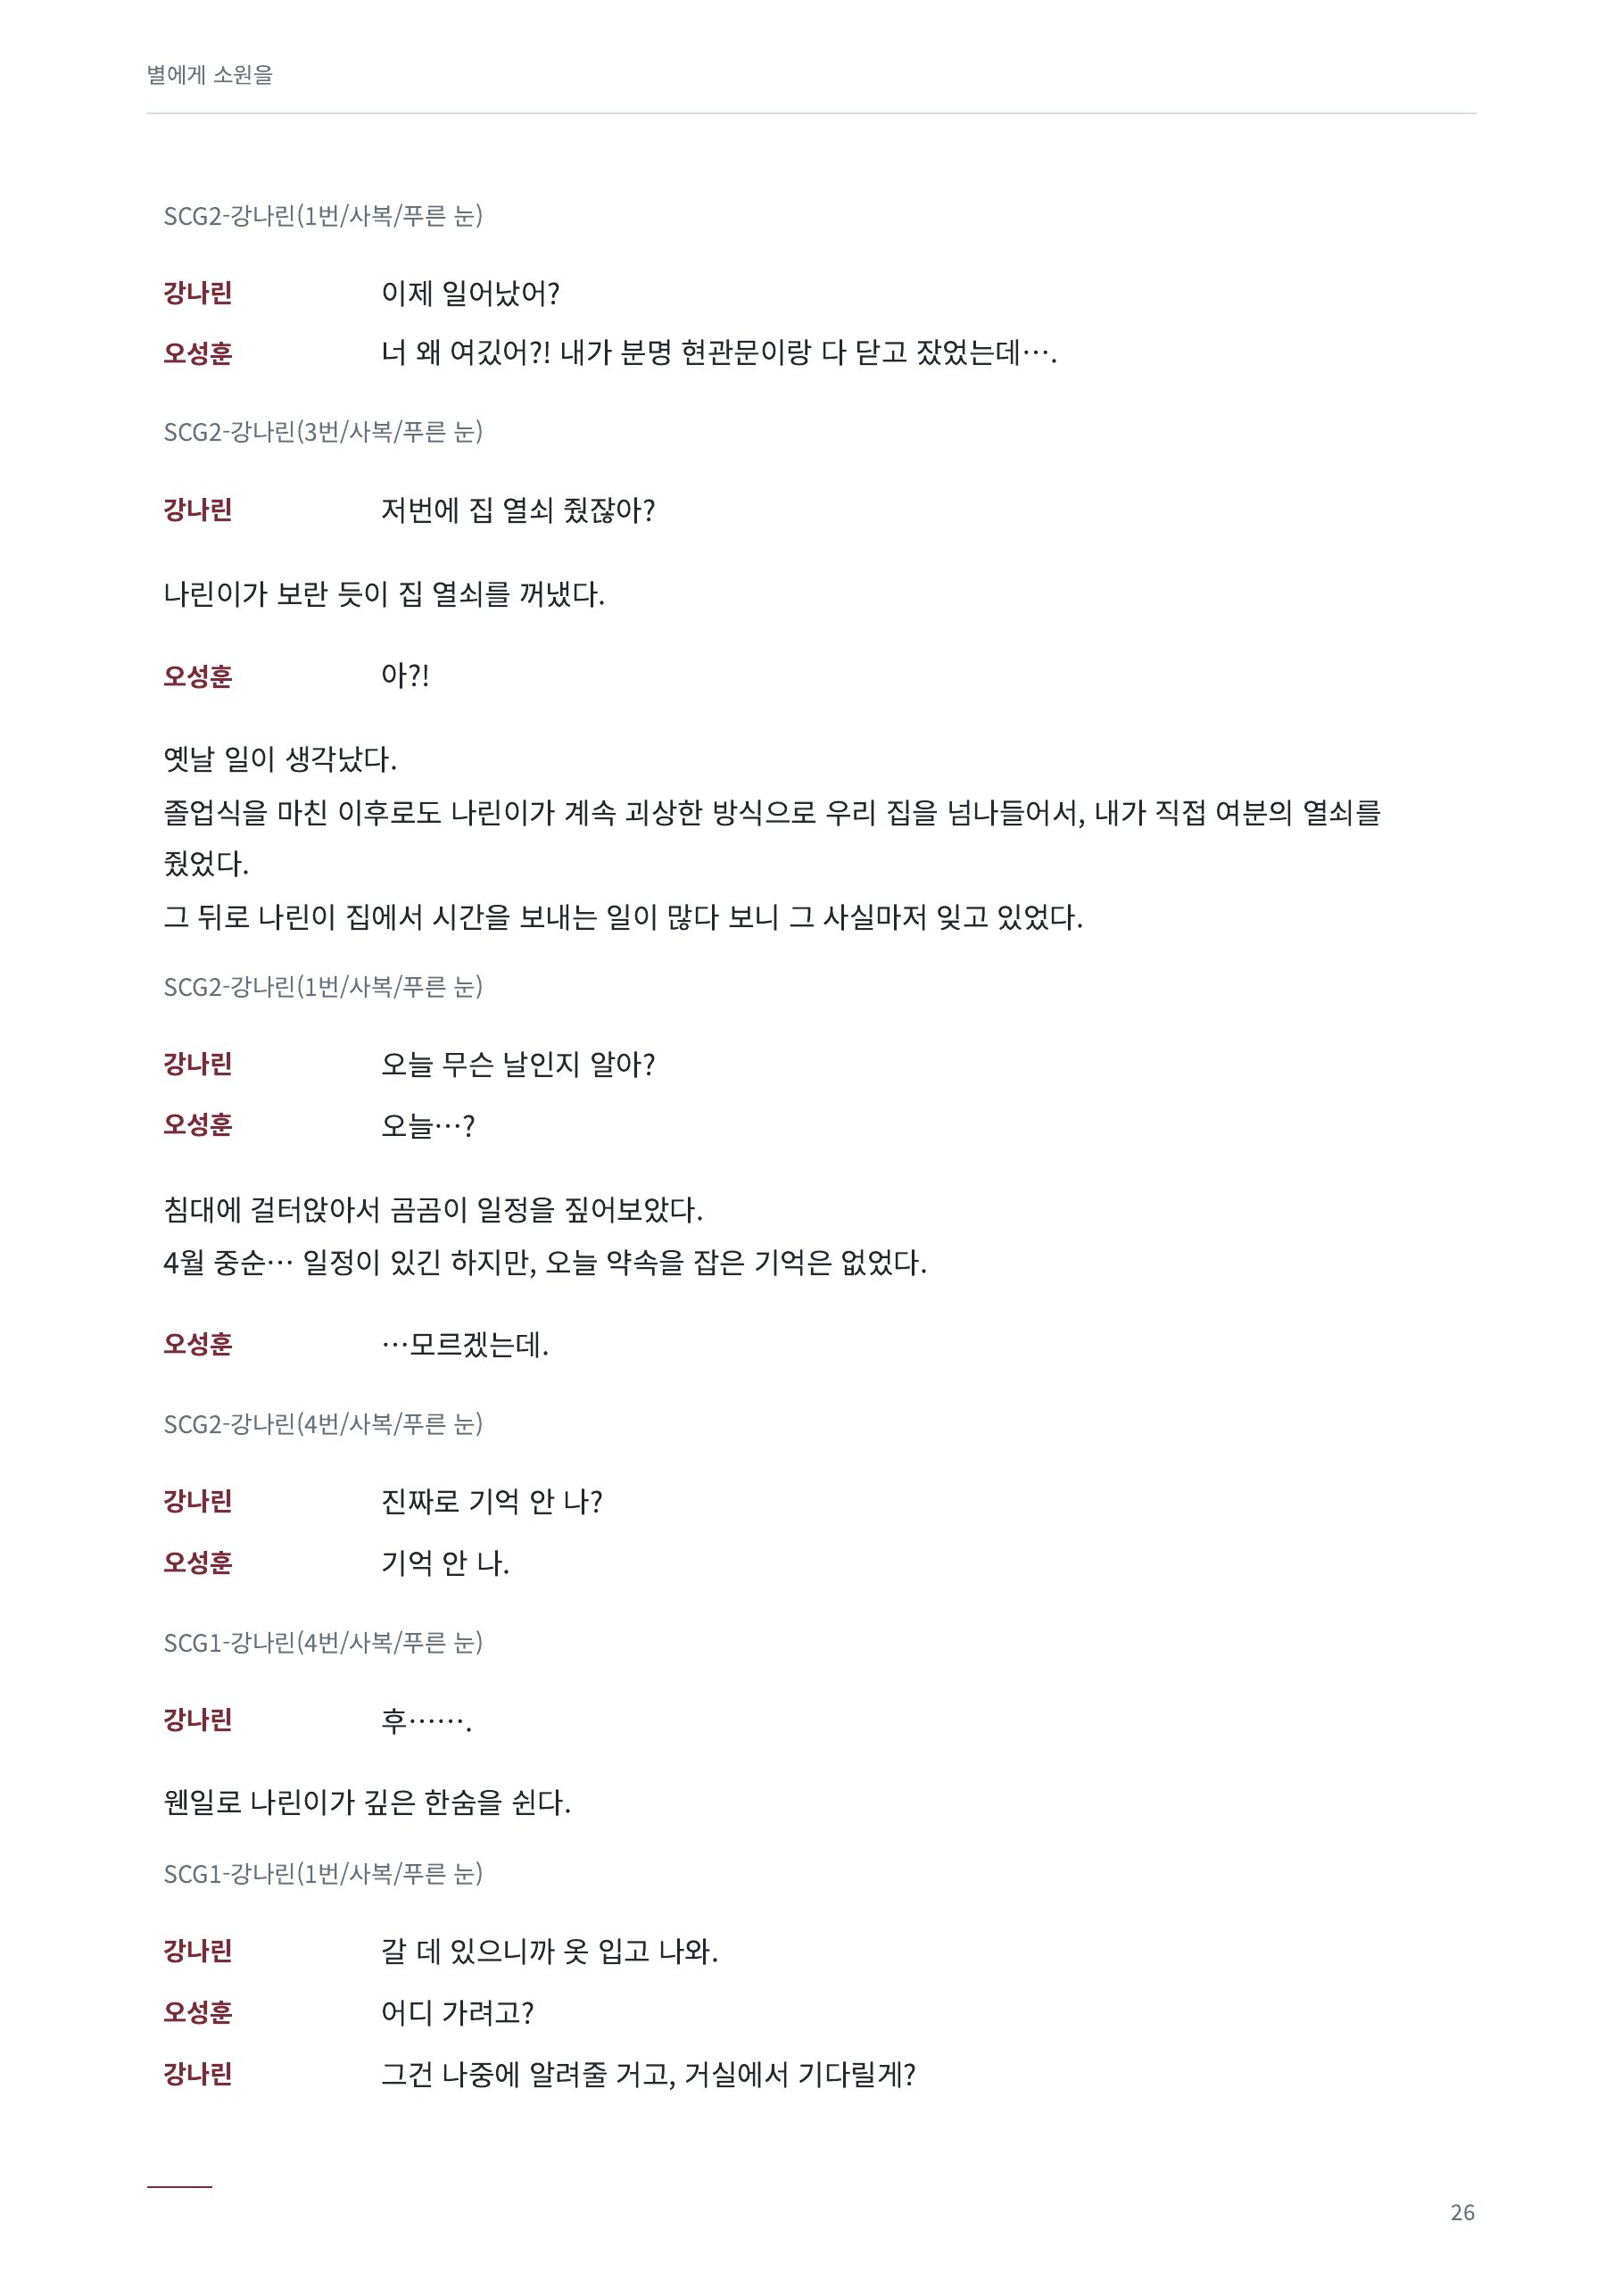 별에게 소원을
SCG2-강나린(1번/사복/푸른 눈)
강나린 이제 일어났어?
오성훈 너 왜 여깄어?! 내가 분명 현관문이랑 다 닫고 잤었는데….
SCG2-강나린(3번/사복/푸른 눈)
강나린 저번에 집 열쇠 줬잖아?
나린이가 보란 듯이 집 열쇠를 꺼냈다.
오성훈 아?!
옛날 일이 생각났다.
졸업식을 마친 이후로도 나린이가 계속 괴상한 방식으로 우리 집을 넘나들어서, 내가 직접 여분의 열쇠를
줬었다.
그 뒤로 나린이 집에서 시간을 보내는 일이 많다 보니 그 사실마저 잊고 있었다.
SCG2-강나린(1번/사복/푸른 눈)
강나린 오늘 무슨 날인지 알아?
오성훈 오늘…?
침대에 걸터앉아서 곰곰이 일정을 짚어보았다.
4월 중순… 일정이 있긴 하지만, 오늘 약속을 잡은 기억은 없었다.
오성훈 …모르겠는데.
SCG2-강나린(4번/사복/푸른 눈)
강나린 진짜로 기억 안 나?
오성훈 기억 안 나.
SCG1-강나린(4번/사복/푸른 눈)
강나린 후…….
웬일로 나린이가 깊은 한숨을 쉰다.
SCG1-강나린(1번/사복/푸른 눈)
강나린 갈 데 있으니까 옷 입고 나와.
오성훈 어디 가려고?
강나린 그건 나중에 알려줄 거고, 거실에서 기다릴게?
26